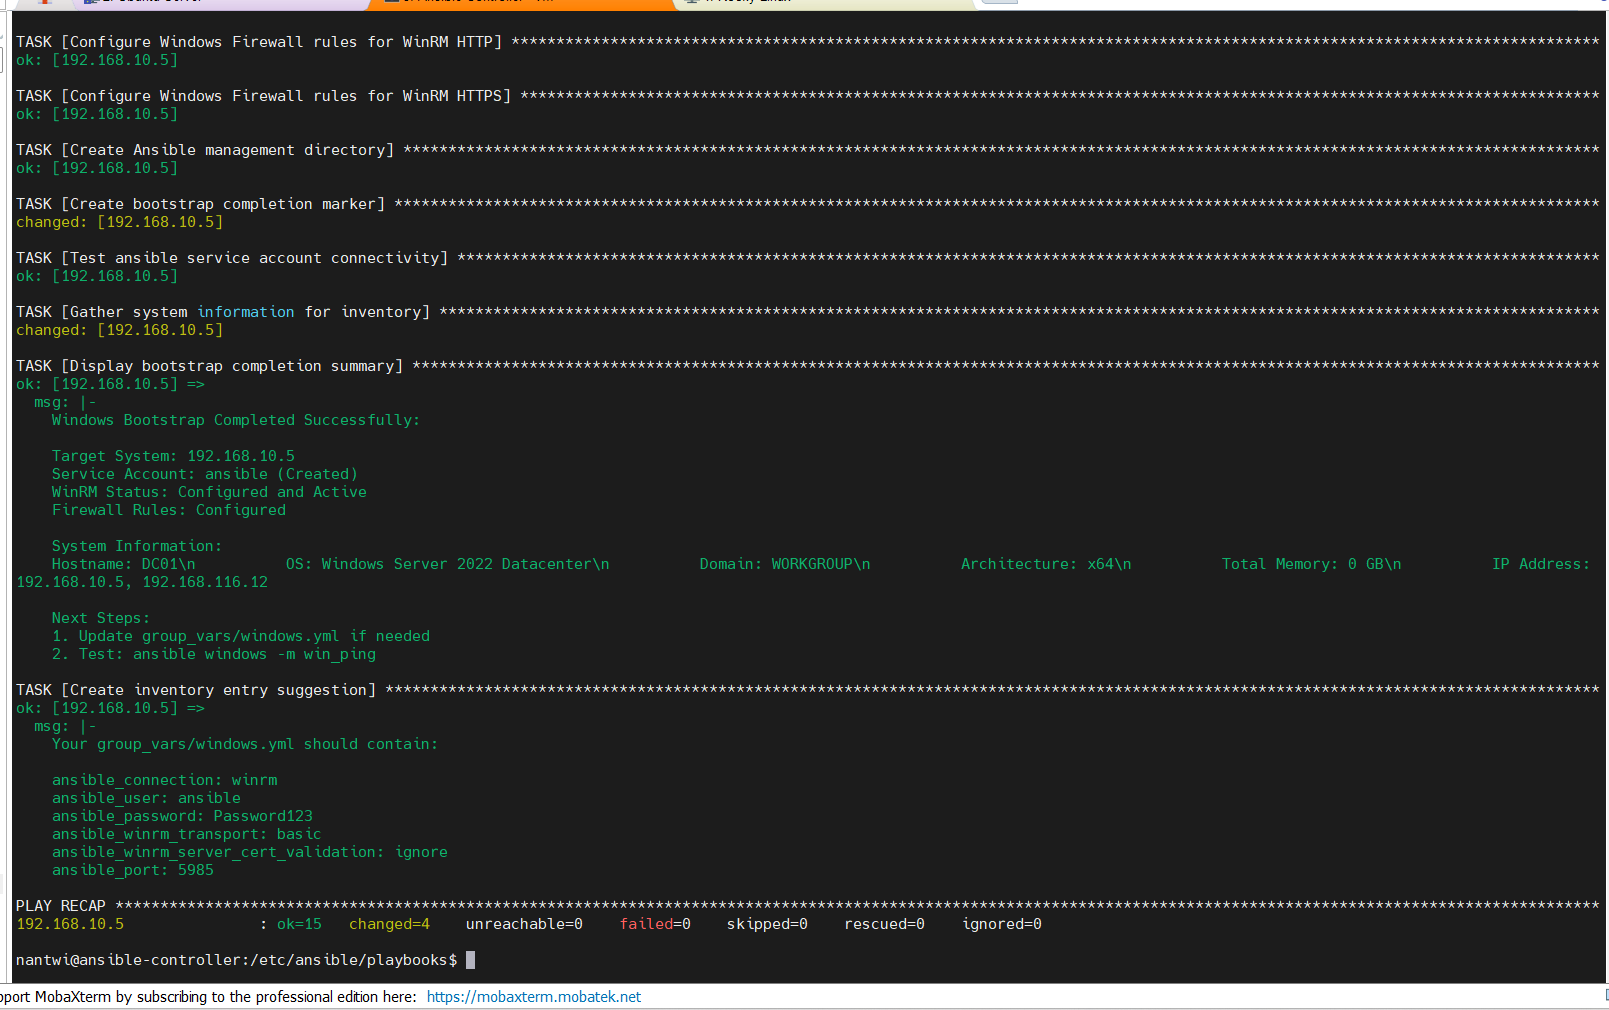 TASK [Configure Windows Firewall rules for WinRM HTTP] *************************************************************************************************************************
ok: [192.168.10.5]
TASK [Configure Windows Firewall rules for WinRM HTTPS] ************************************************************************************************************************
ok: [192.168.10.5]
TASK [Create Ansible management directory] *************************************************************************************************************************************
ok: [192.168.10.5]
TASK [Create bootstrap completion marker] **************************************************************************************************************************************
changed: [192.168.10.5]
TASK [Test ansible service account connectivity] *******************************************************************************************************************************
ok: [192.168.10.5]
TASK [Gather system information for inventory] *********************************************************************************************************************************
changed: [192.168.10.5]
TASK [Display bootstrap completion summary] ************************************************************************************************************************************
ok: [192.168.10.5] =>
msg: |-
Windows Bootstrap Completed Successfully:
Target System: 192.168.10.5
Service Account: ansible (Created)
WinRM Status: Configured and Active
Firewall Rules: Configured
System Information:
Hostname: DC01\n          OS: Windows Server 2022 Datacenter\n          Domain: WORKGROUP\n          Architecture: x64\n          Total Memory: 0 GB\n          IP Address:
192.168.10.5, 192.168.116.12
Next Steps:
1. Update group_vars/windows.yml if needed
2. Test: ansible windows -m win_ping
TASK [Create inventory entry suggestion] ***************************************************************************************************************************************
ok: [192.168.10.5] =>
msg: |-
Your group_vars/windows.yml should contain:
ansible_connection: winrm
ansible_user: ansible
ansible_password: Password123
ansible_winrm_transport: basic
ansible_winrm_server_cert_validation: ignore
ansible_port: 5985
PLAY RECAP *********************************************************************************************************************************************************************
192.168.10.5               : ok=15   changed=4    unreachable=0    failed=0    skipped=0    rescued=0    ignored=0
nantwi@ansible-controller:/etc/ansible/playbooks$
pport MobaXterm by subscribing to the professional edition here: https://mobaxterm.mobatek.net